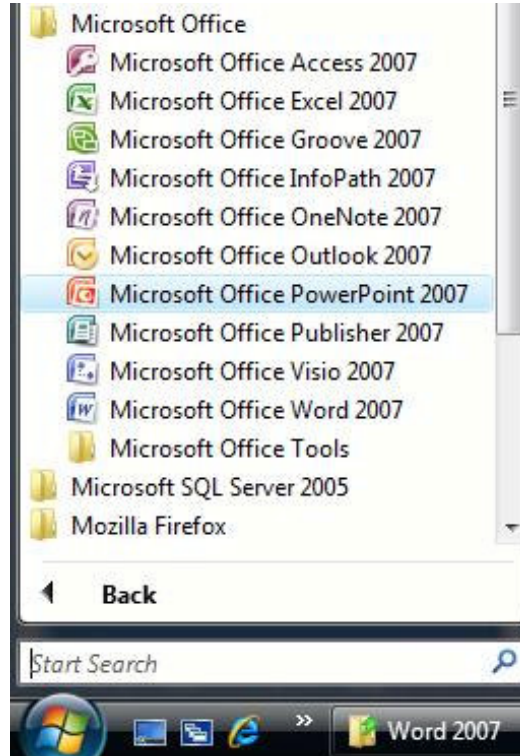 Microsoft Office
Microsoft Office Access 2007
Microsoft Office Excel 2007
Microsoft Office Groove 2007
Microsoft Office InfoPath 2007
Microsoft Office OneNote 2007
Microsoft Office Outlook 2007
Microsoft Office PowerPoint 2007
Microsoft Office Publisher 2007
Microsoft Office Visio 2007
Microsoft Office Word 2007
Microsoft Office Tools
Microsoft SQL Server 2005
Mozilla Firefox
Back
Start Search
Word 2007